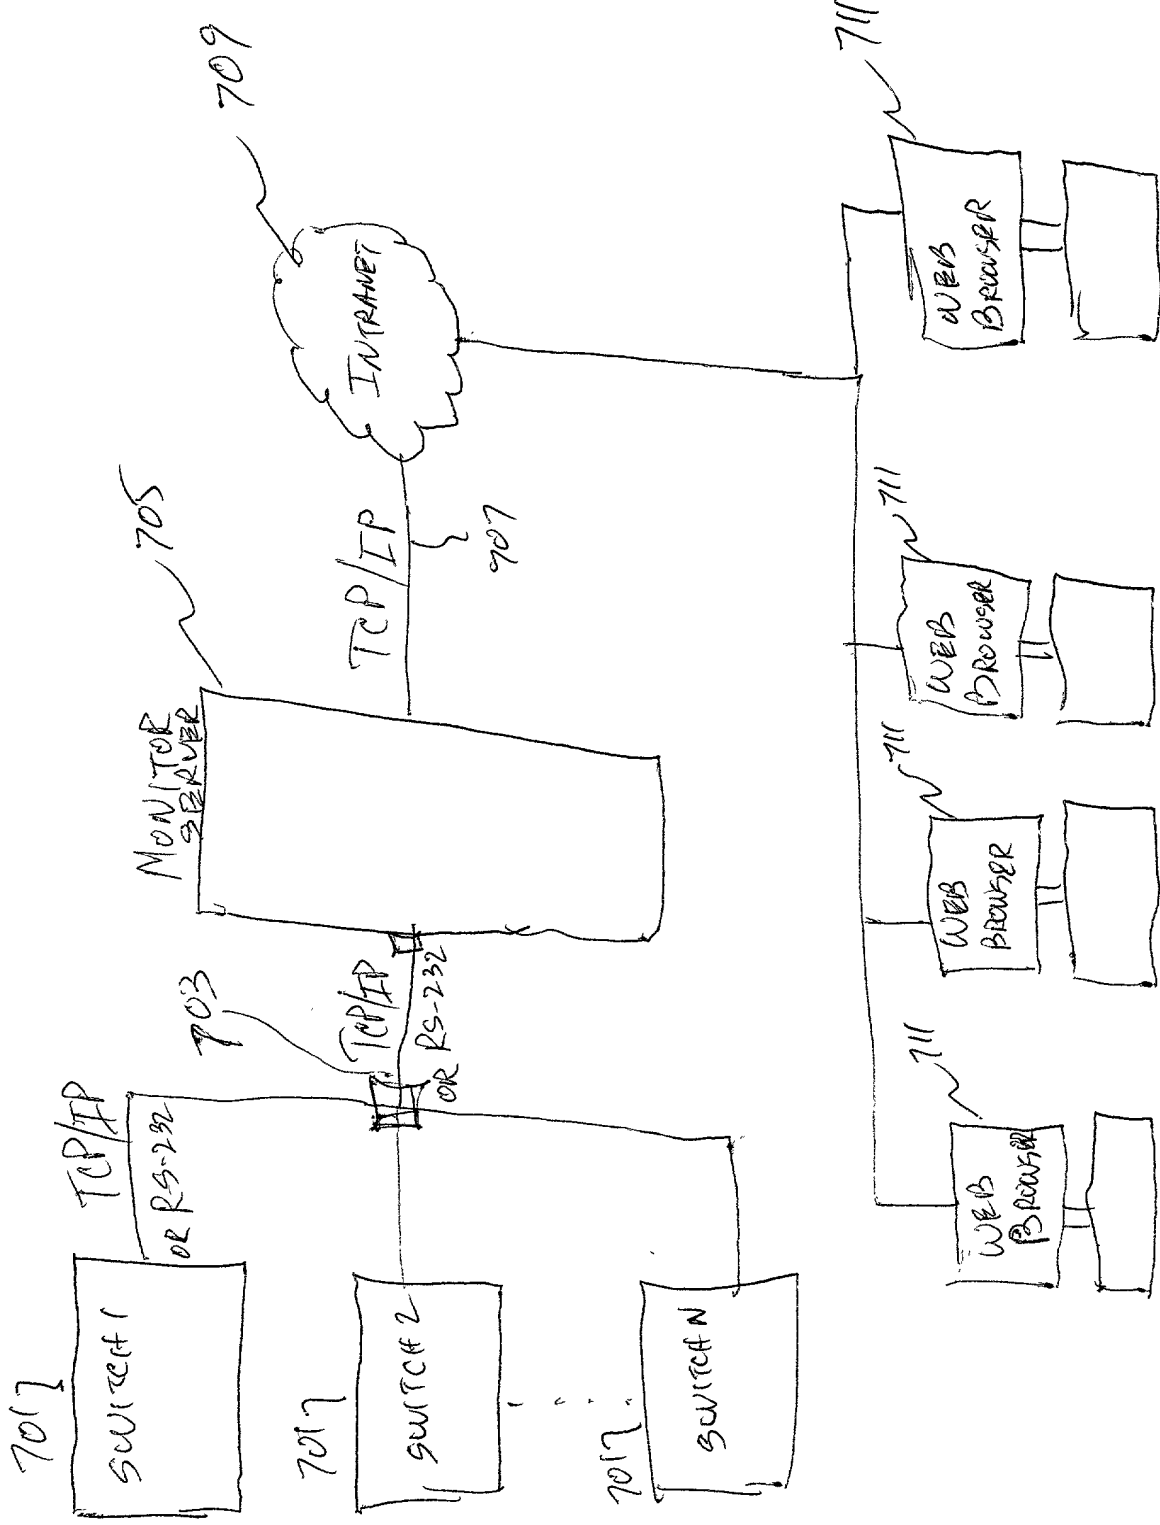 701
SWITCH 1
TCP/IP
OR RS-232
701
SWITCH 2
701
SWITCH N
703
TCP/IP
OR RS-232
MONITOR
SERVER
705
TCP/IP
707
709
INTRANET
711
WEB
BROWSER
711
WEB
BROWSER
711
WEB
BROWSER
711
WEB
BROWSER